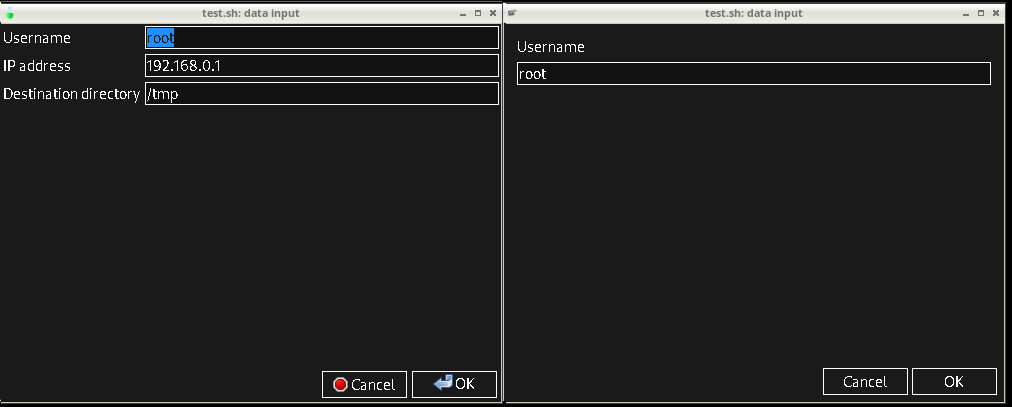 test.sh: data input
Username root
IP address 192.168.0.1
Destination directory /tmp
Cancel OK
test.sh: data input
Username
root
Cancel OK